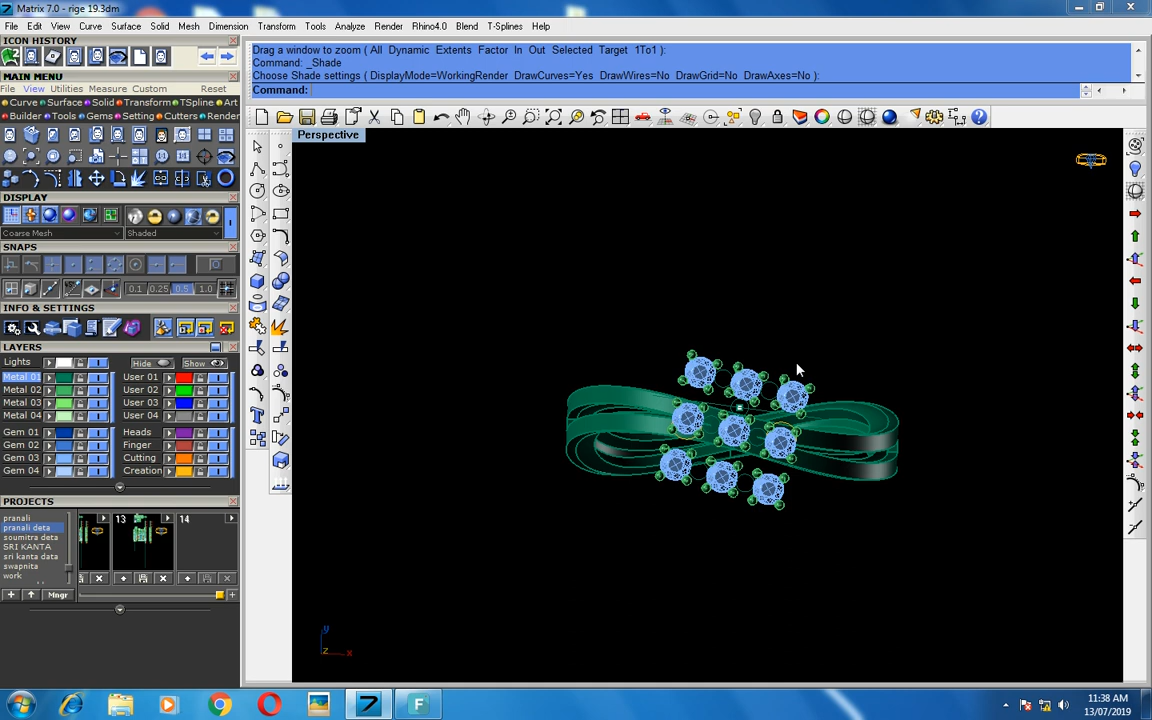 Matrix 7.0 - rige 19.3dm
File Edit View Curve Surface Solid Mesh Dimension Transform Tools Analyze Render Rhino4.0 Blend T-Splines Help
ICON HISTORY
Drag a window to zoom ( All Dynamic Extents Factor In Out Selected Target 1To1 ):
Command: _Shade
Choose Shade settings ( DisplayMode=WorkingRender DrawCurves=Yes DrawWires=No DrawGrid=No DrawAxes=No ):
Command:
MAIN MENU
File View Utilities Measure Custom Reset
Curve Surface Solid Transform TSpline Art
Builder Tools Gems Setting Cutters Render
Perspective
DISPLAY
Coarse Mesh Shaded
SNAPS
0.1 0.25 0.5 1.0
INFO & SETTINGS
LAYERS
Lights Hide Show
Metal 01 User 01
Metal 02 User 02
Metal 03 User 03
Metal 04 User 04
Gem 01 Heads
Gem 02 Finger
Gem 03 Cutting
Gem 04 Creation
PROJECTS
pranali
pranali deta
soumitra deta
SRI KANTA
sri kanta data
swapnita
work
13 14
Mngr
y
z x
11:38 AM
13/07/2019